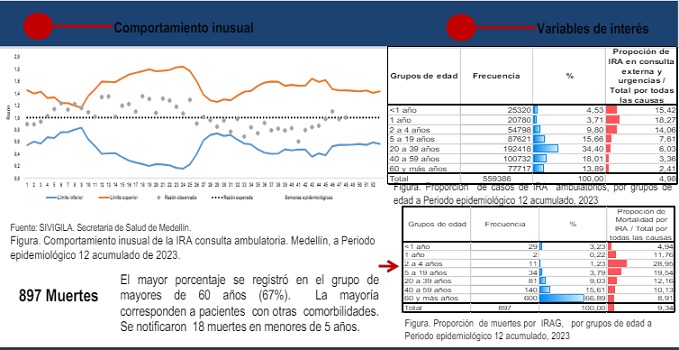 Comportamiento inusual
Variables de interés
2,0
1,8
1,6
1,4
1,2
1,0
0,8
0,6
0,4
0,2
0,0
Razón
1 2 3 4 5 6 7 8 9 10 11 12 13 14 15 16 17 18 19 20 21 22 23 24 25 26 27 28 29 30 31 32 33 34 35 36 37 38 39 40 41 42 43 44 45 46 47 48 49 50 51 52
Límite inferior Límite superior Razón observada Razón esperada Semanas epidemiológicas
Fuente: SIVIGILA. Secretaria de Salud de Medellín.
Figura. Comportamiento inusual de la IRA consulta ambulatoria. Medellín, a Periodo
epidemiológico 12 acumulado de 2023.
897 Muertes
El mayor porcentaje se registró en el grupo de
mayores de 60 años (67%). La mayoría
corresponden a pacientes con otras comorbilidades.
Se notificaron 18 muertes en menores de 5 años.
Grupos de edad Frecuencia % Propoción de
IRA en consulta
externa y
urgencias /
Total por todas
las causas
<1 año 25320 4,53 15,42
1 año 20780 3,71 18,27
2 a 4 años 54798 9,80 14,06
5 a 19 años 87621 15,66 7,61
20 a 39 años 192418 34,40 6,03
40 a 59 años 100732 18,01 3,36
60 y más años 77717 13,89 2,41
Total 559386 100,00 4,98
Figura. Proporción de casos de IRA ambulatorios, por grupos de
edad a Periodo epidemiológico 12 acumulado, 2023
Grupos de edad Frecuencia % Propoción de
Mortalidad por
IRA / Total por
todas las causas
<1 año 29 3,23 4,94
1 año 2 0,22 11,76
2 a 4 años 11 1,23 28,95
5 a 19 años 34 3,79 19,54
20 a 39 años 81 9,03 12,16
40 a 59 años 140 15,61 10,13
60 y más años 600 66,89 8,91
Total 897 100,00 9,34
Figura. Proporción de muertes por IRAG, por grupos de edad a
Periodo epidemiológico 12 acumulado, 2023